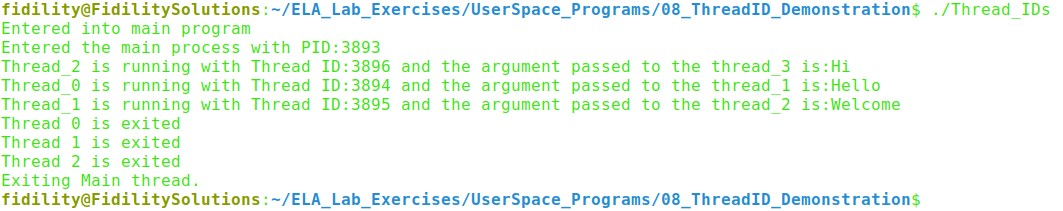 fidility@FidilitySolutions:~/ELA_Lab_Exercises/UserSpace_Programs/08_ThreadID_Demonstration$ ./Thread_IDs
Entered into main program
Entered the main process with PID:3893
Thread_2 is running with Thread ID:3896 and the argument passed to the thread_3 is:Hi
Thread_0 is running with Thread ID:3894 and the argument passed to the thread_1 is:Hello
Thread_1 is running with Thread ID:3895 and the argument passed to the thread_2 is:Welcome
Thread 0 is exited
Thread 1 is exited
Thread 2 is exited
Exiting Main thread.
fidility@FidilitySolutions:~/ELA_Lab_Exercises/UserSpace_Programs/08_ThreadID_Demonstration$